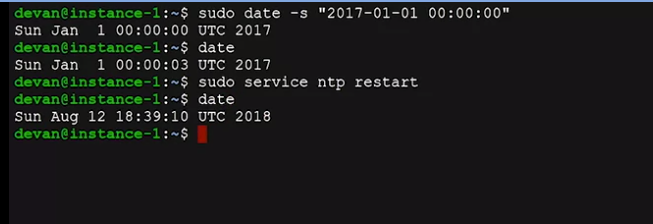 devan@instance-1:~$ sudo date -s "2017-01-01 00:00:00"
Sun Jan  1 00:00:00 UTC 2017
devan@instance-1:~$ date
Sun Jan  1 00:00:03 UTC 2017
devan@instance-1:~$ sudo service ntp restart
devan@instance-1:~$ date
Sun Aug 12 18:39:10 UTC 2018
devan@instance-1:~$